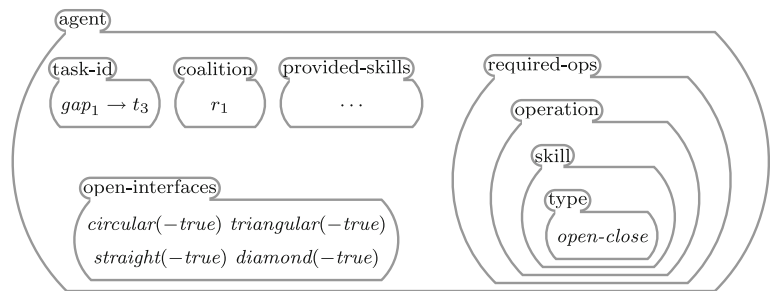 agent
task-id coalition provided-skills required-ops
gap₁ → t₃ r₁ ⋯
operation
skill
type
open-close
open-interfaces
circular(−true) triangular(−true)
straight(−true) diamond(−true)